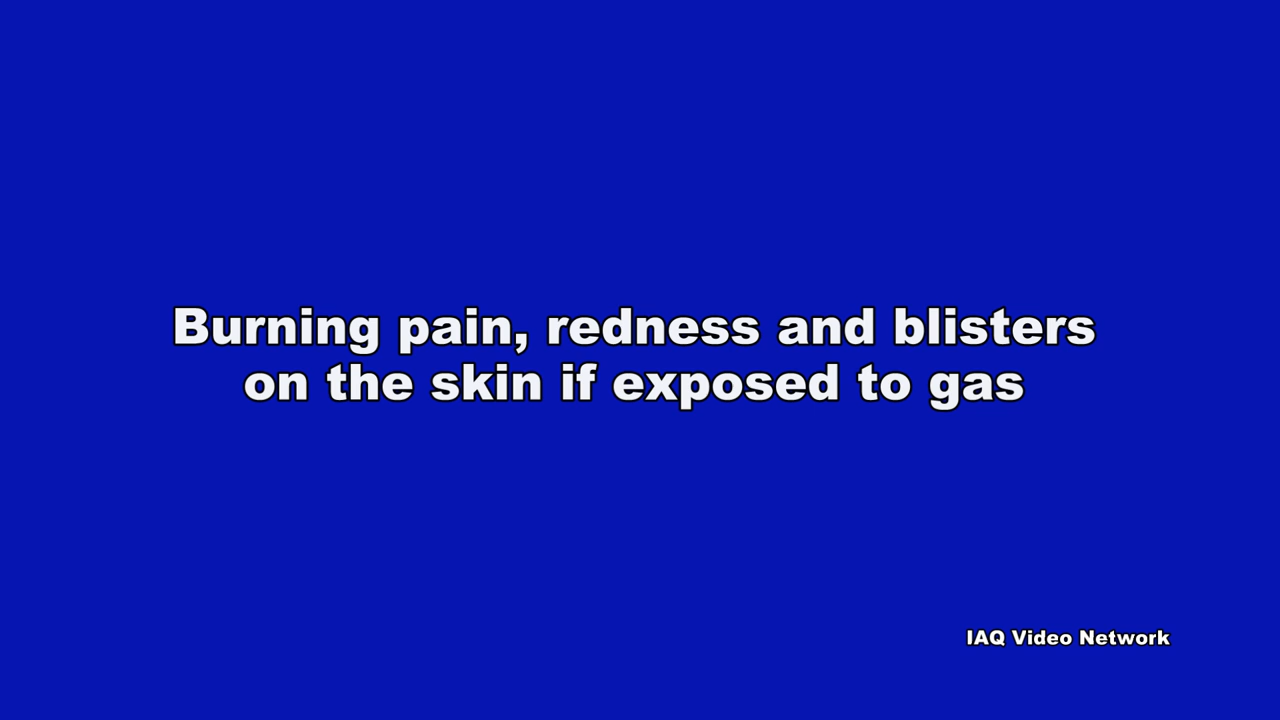 Burning pain, redness and blisters
on the skin if exposed to gas
IAQ Video Network